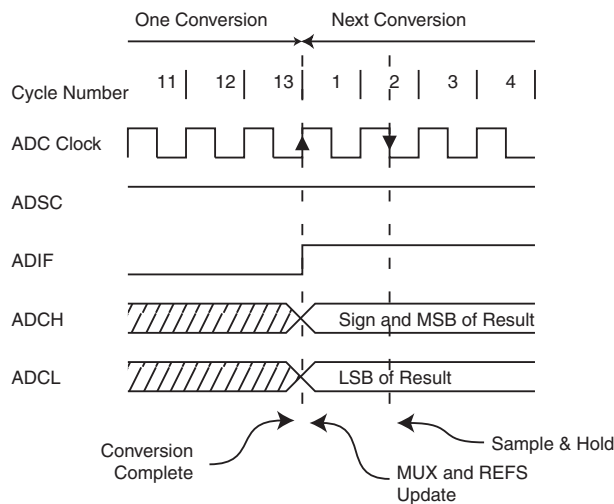 One Conversion Next Conversion
Cycle Number 11 12 13 1 2 3 4
ADC Clock
ADSC
ADIF
ADCH Sign and MSB of Result
ADCL LSB of Result
Conversion
Complete
MUX and REFS
Update
Sample & Hold